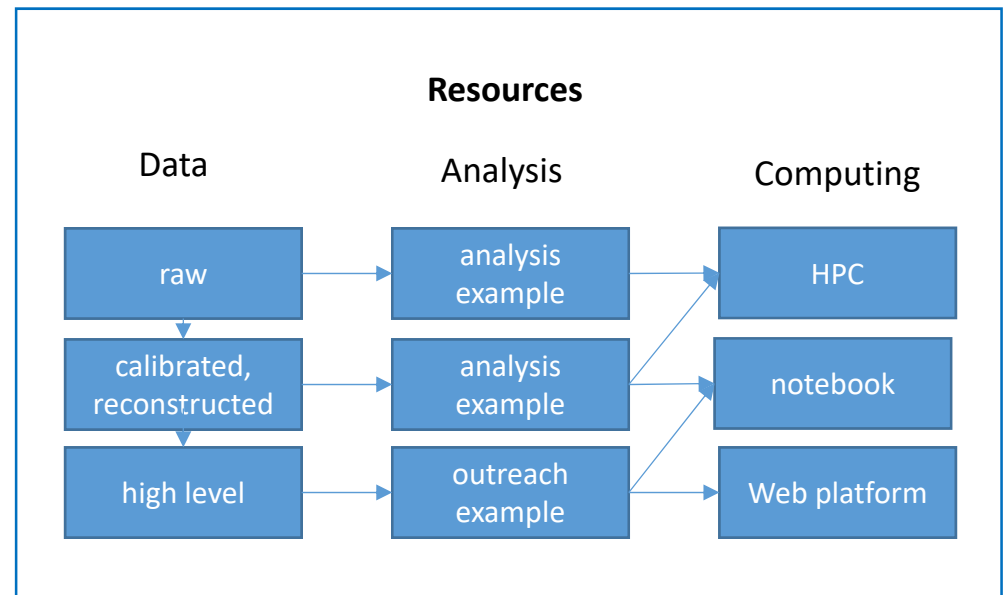 Resources
Data
Analysis
Computing
raw
analysis
example
HPC
calibrated,
reconstructed
analysis
example
notebook
high level
outreach
example
Web platform